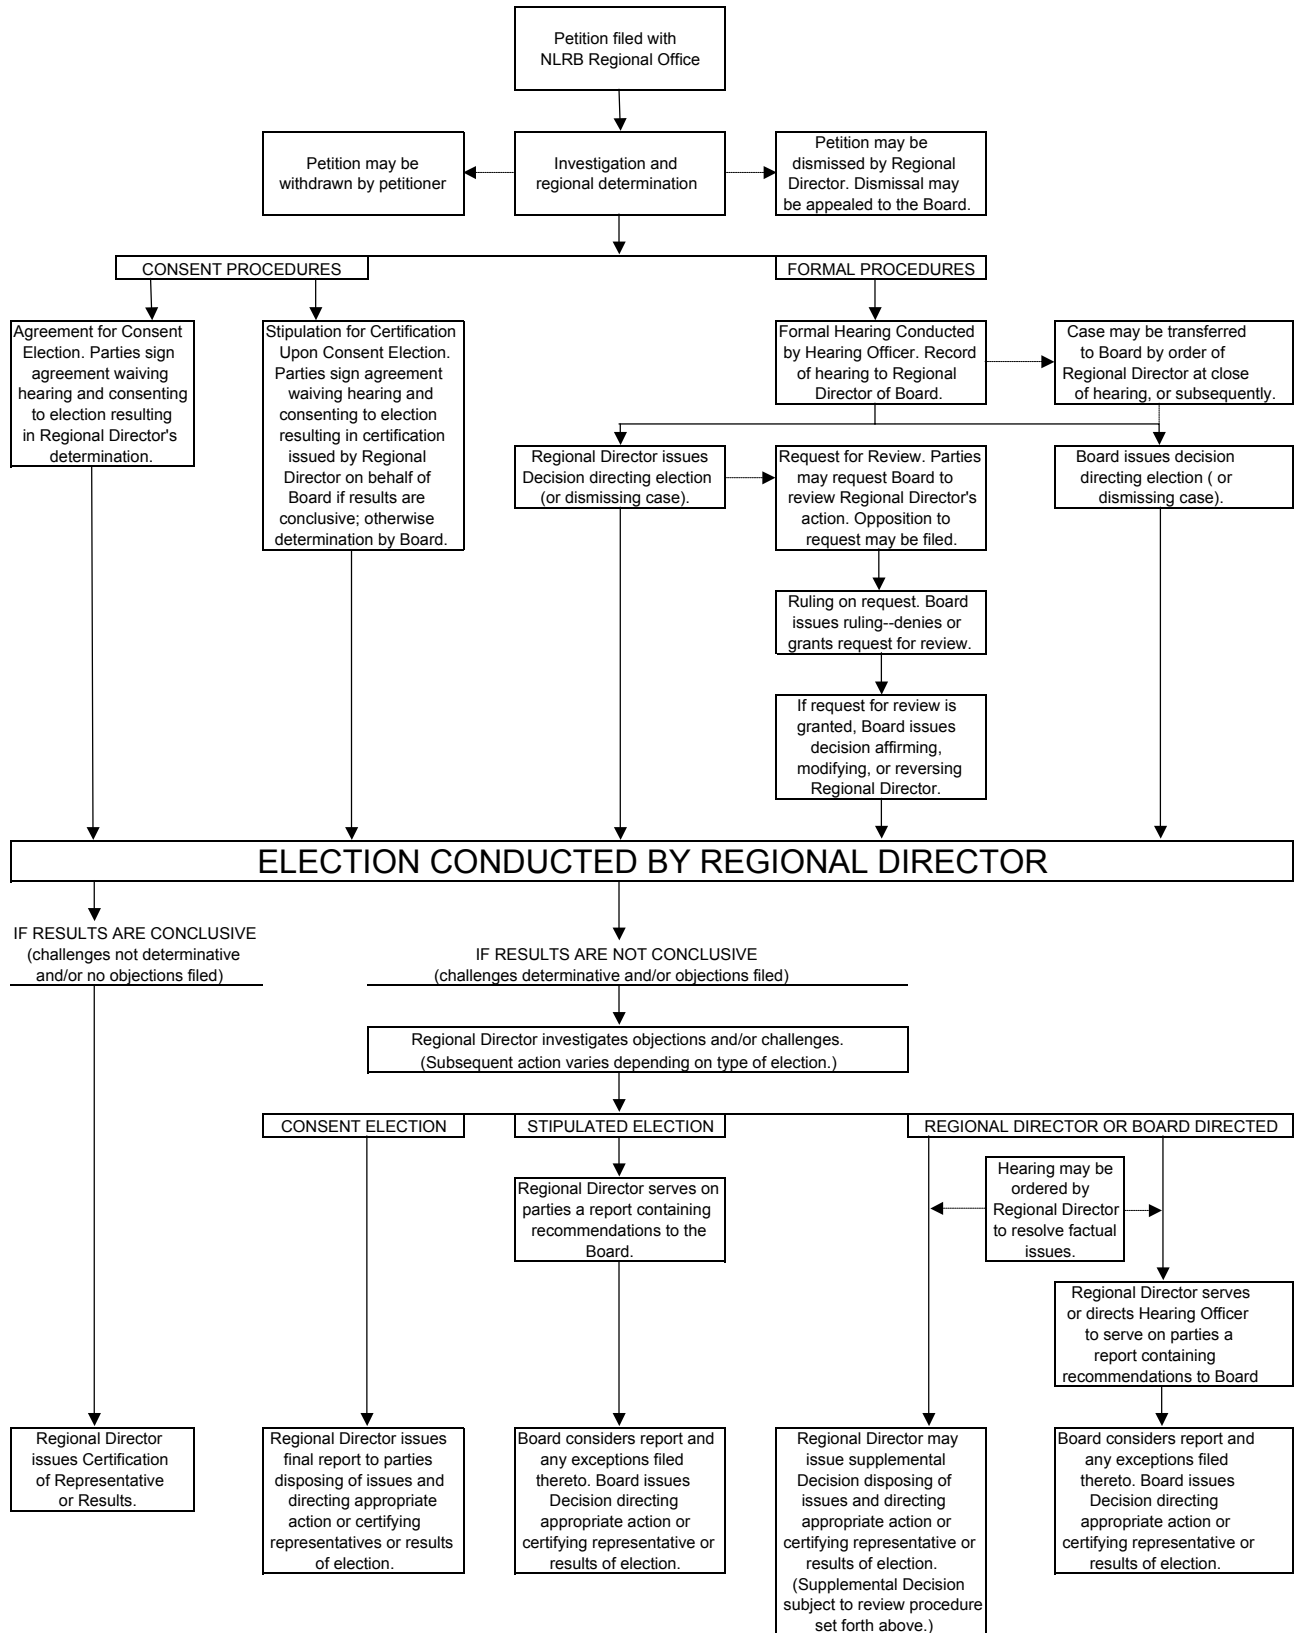 Petition filed with
NLRB Regional Office
Petition may be
withdrawn by petitioner
Investigation and
regional determination
Petition may be
dismissed by Regional
Director. Dismissal may
be appealed to the Board.
CONSENT PROCEDURES
FORMAL PROCEDURES
Agreement for Consent
Election. Parties sign
agreement waiving
hearing and consenting
to election resulting
in Regional Director's
determination.
Stipulation for Certification
Upon Consent Election.
Parties sign agreement
waiving hearing and
consenting to election
resulting in certification
issued by Regional
Director on behalf of
Board if results are
conclusive; otherwise
determination by Board.
Formal Hearing Conducted
by Hearing Officer. Record
of hearing to Regional
Director of Board.
Case may be transferred
to Board by order of
Regional Director at close
of hearing, or subsequently.
Regional Director issues
Decision directing election
(or dismissing case).
Request for Review. Parties
may request Board to
review Regional Director's
action. Opposition to
request may be filed.
Board issues decision
directing election ( or
dismissing case).
Ruling on request. Board
issues ruling--denies or
grants request for review.
If request for review is
granted, Board issues
decision affirming,
modifying, or reversing
Regional Director.
ELECTION CONDUCTED BY REGIONAL DIRECTOR
IF RESULTS ARE CONCLUSIVE
(challenges not determinative
and/or no objections filed)
IF RESULTS ARE NOT CONCLUSIVE
(challenges determinative and/or objections filed)
Regional Director investigates objections and/or challenges.
(Subsequent action varies depending on type of election.)
CONSENT ELECTION
STIPULATED ELECTION
REGIONAL DIRECTOR OR BOARD DIRECTED
Regional Director serves on
parties a report containing
recommendations to the
Board.
Hearing may be
ordered by
Regional Director
to resolve factual
issues.
Regional Director serves
or directs Hearing Officer
to serve on parties a
report containing
recommendations to Board
Regional Director
issues Certification
of Representative
or Results.
Regional Director issues
final report to parties
disposing of issues and
directing appropriate
action or certifying
representatives or results
of election.
Board considers report and
any exceptions filed
thereto. Board issues
Decision directing
appropriate action or
certifying representative or
results of election.
Regional Director may
issue supplemental
Decision disposing of
issues and directing
appropriate action or
certifying representative or
results of election.
(Supplemental Decision
subject to review procedure
set forth above.)
Board considers report and
any exceptions filed
thereto. Board issues
Decision directing
appropriate action or
certifying representative or
results of election.